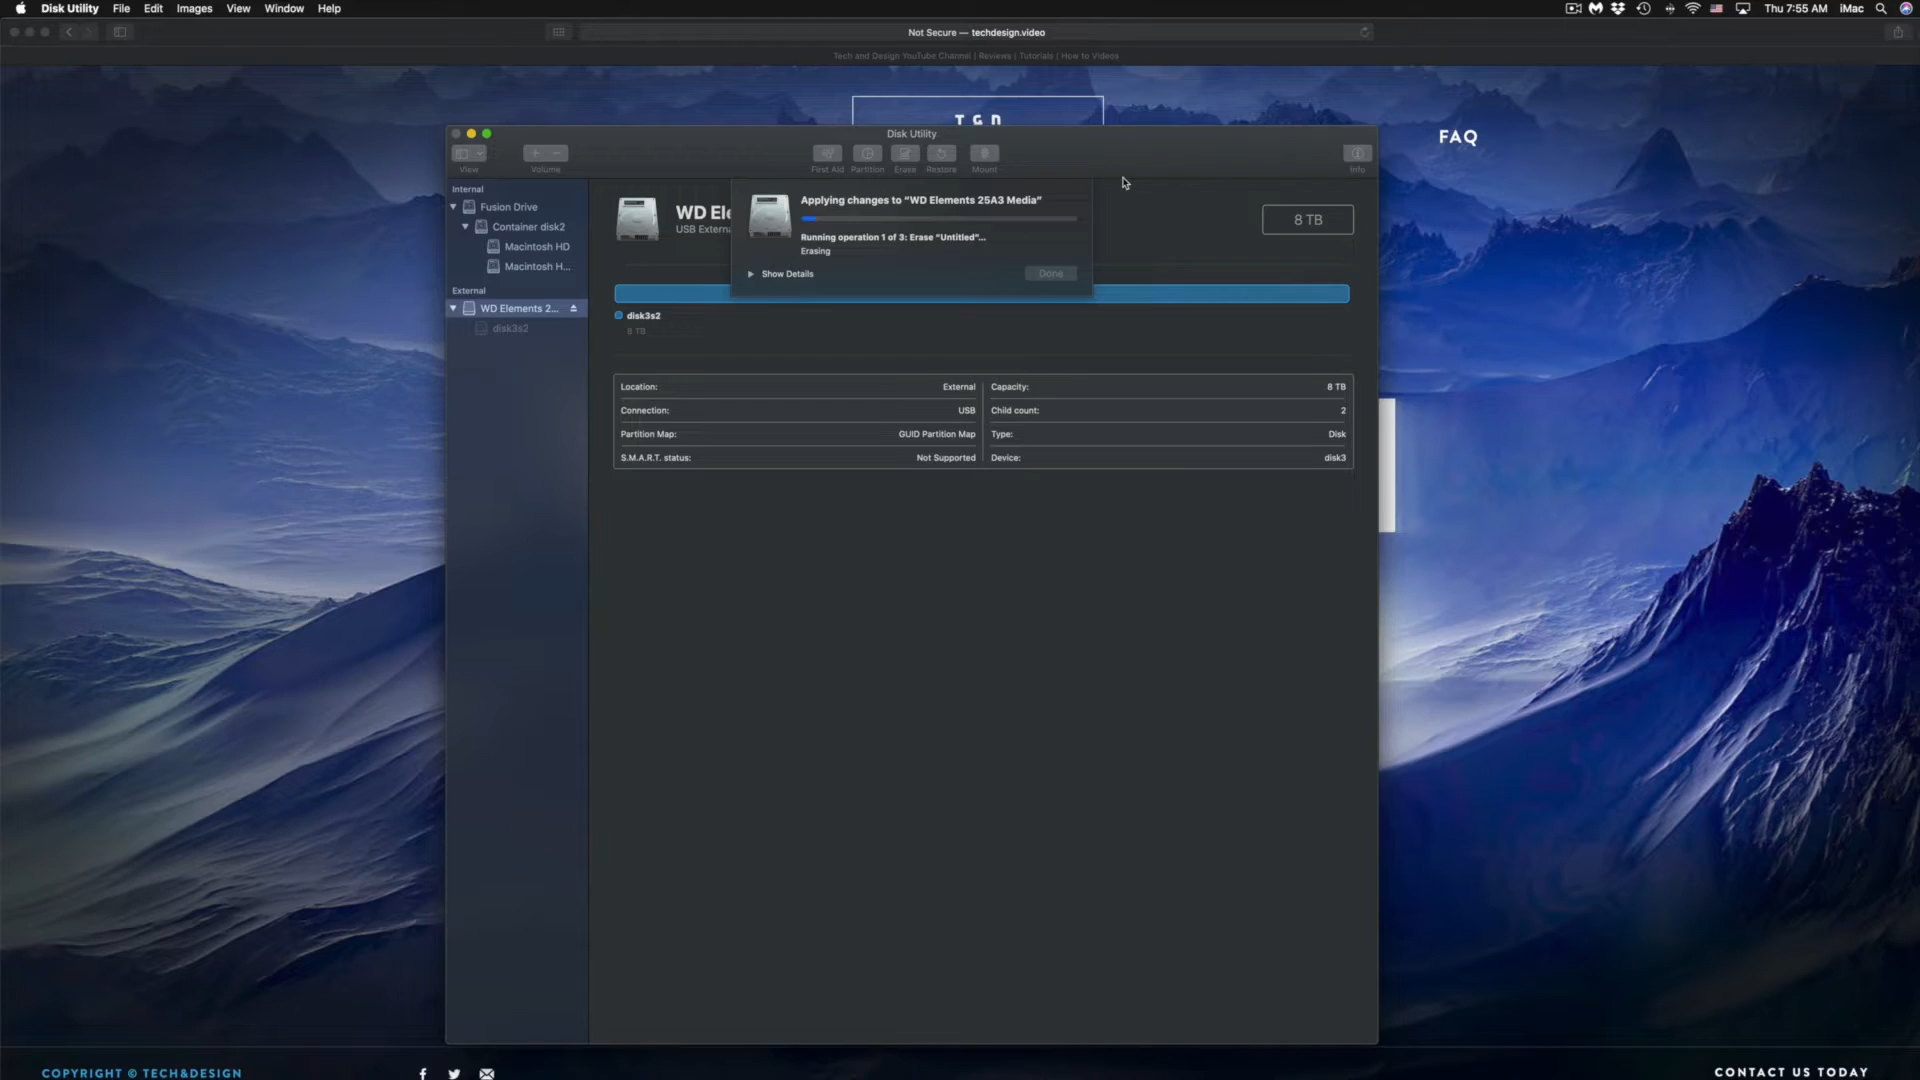 Disk Utility File Edit Images View Window Help
Thu 7:55 AM iMac
Not Secure — techdesign.video
Tech and Design YouTube Channel | Reviews | Tutorials | How to Videos
FAQ
Disk Utility
View
Volume
First Aid
Partition
Erase
Restore
Mount
Info
Internal
Fusion Drive
Container disk2
Macintosh HD
Macintosh H...
External
WD Elements 2...
disk3s2
WD Ele
USB Externa
8 TB
Applying changes to “WD Elements 25A3 Media”
Running operation 1 of 3: Erase “Untitled”...
Erasing
Show Details
Done
disk3s2
8 TB
Location: External
Capacity: 8 TB
Connection: USB
Child count: 2
Partition Map: GUID Partition Map
Type: Disk
S.M.A.R.T. status: Not Supported
Device: disk3
COPYRIGHT © TECH&DESIGN
CONTACT US TODAY